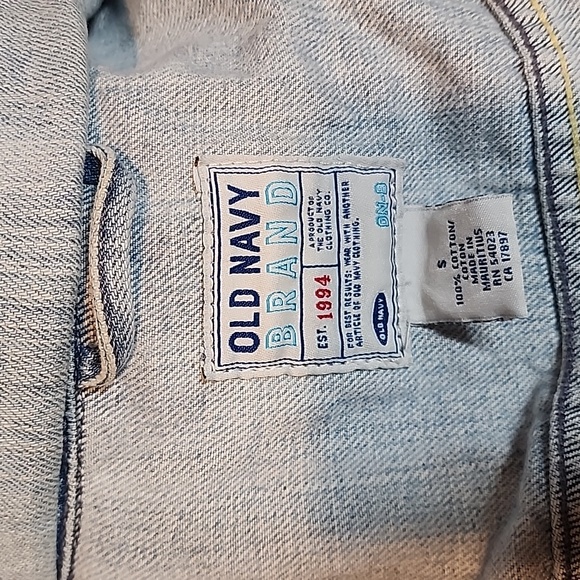 OLD NAVY
BRAND
EST. 1994
A PRODUCT OF
THE OLD NAVY
CLOTHING CO.
FOR BEST RESULTS: WEAR WITH ANOTHER
ARTICLE OF OLD NAVY CLOTHING.
OLD NAVY
S
100% COTTON/
COTON
MADE IN
MAURITIUS
RN 54023
CA 17897